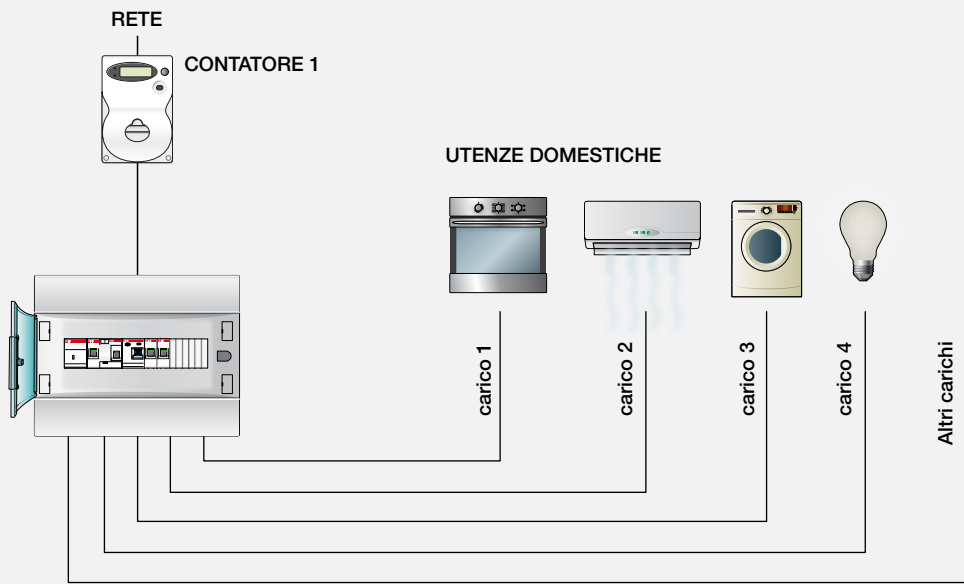 RETE
CONTATORE 1
UTENZE DOMESTICHE
carico 1
carico 2
carico 3
carico 4
Altri carichi